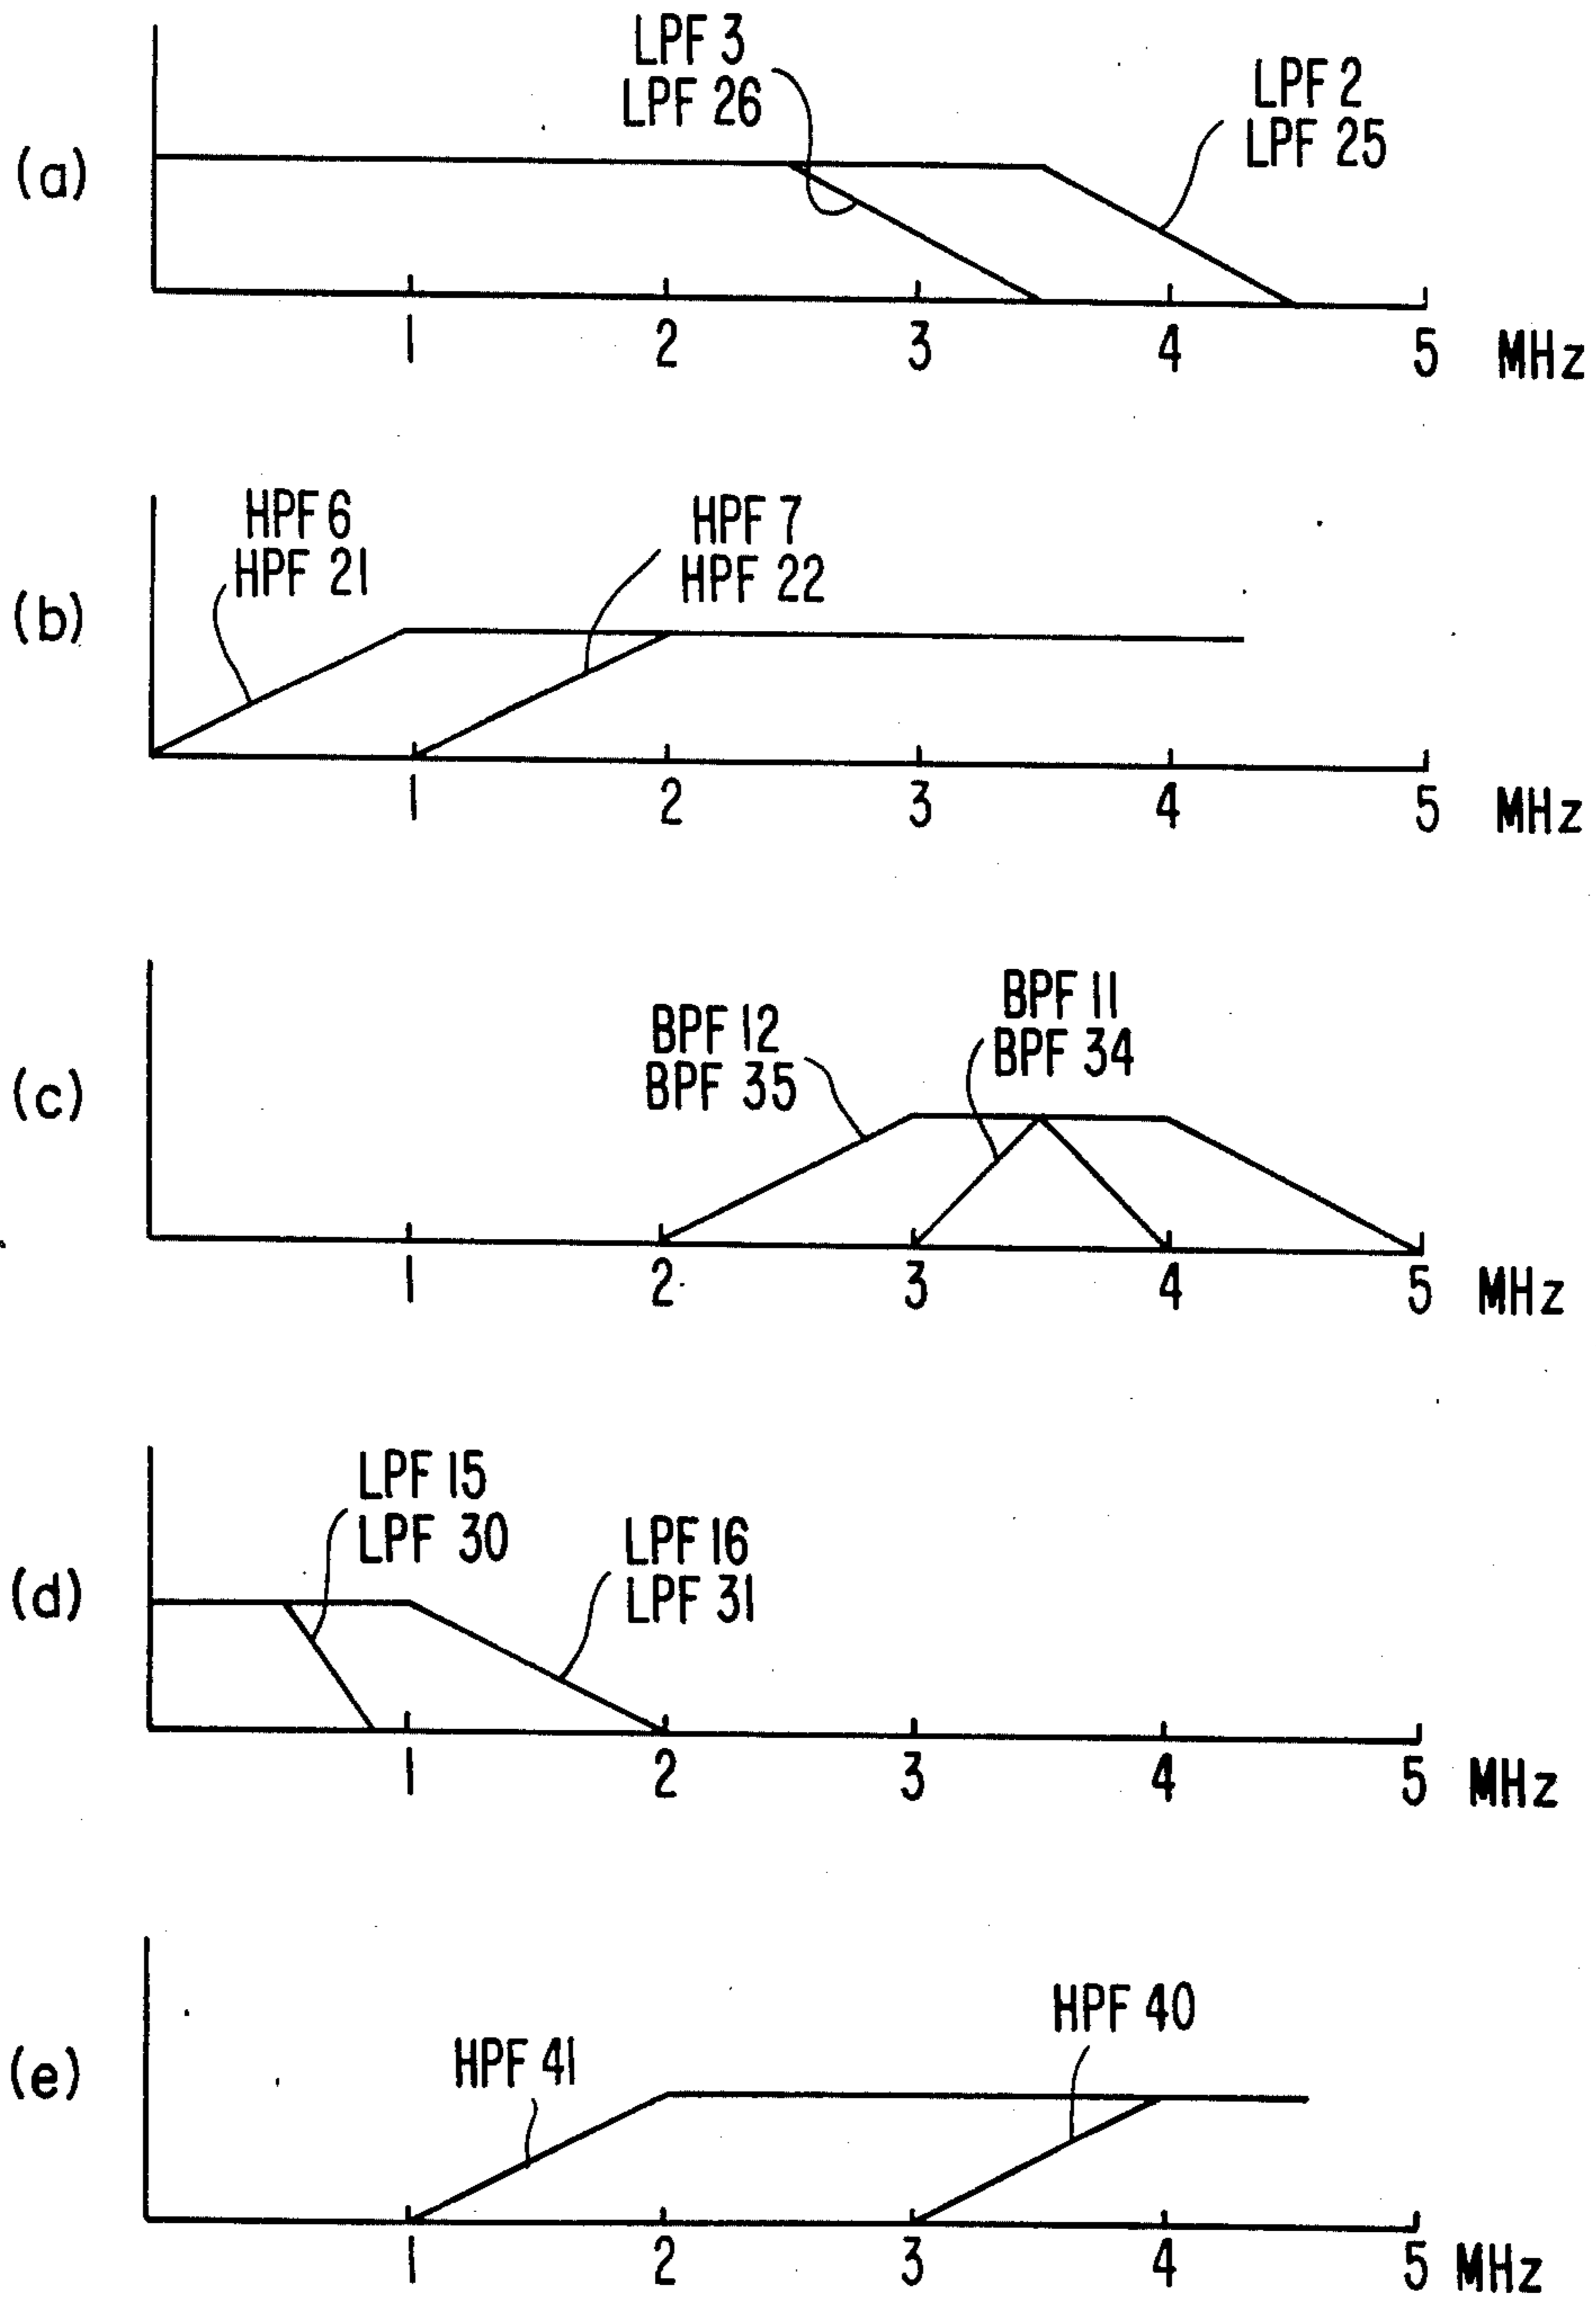 (a)
LPF 3
LPF 26
LPF 2
LPF 25
1 2 3 4 5 MHz
(b)
HPF 6
HPF 21
HPF 7
HPF 22
1 2 3 4 5 MHz
(c)
BPF 12
BPF 35
BPF 11
BPF 34
1 2 3 4 5 MHz
(d)
LPF 15
LPF 30
LPF 16
LPF 31
1 2 3 4 5 MHz
(e)
HPF 41
HPF 40
1 2 3 4 5 MHz